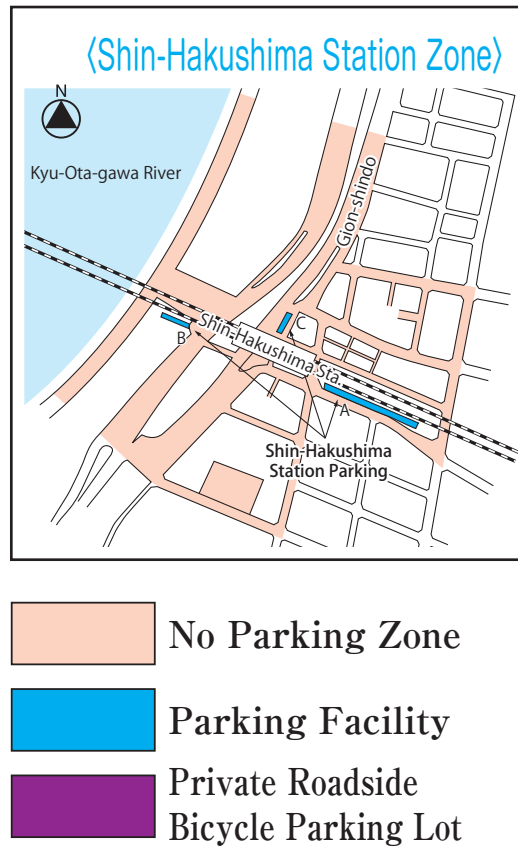 〈Shin-Hakushima Station Zone〉
N
Kyu-Ota-gawa River
Gion-shindo
C
Shin-Hakushima Sta.
B
A
Shin-Hakushima
Station Parking
No Parking Zone
Parking Facility
Private Roadside
Bicycle Parking Lot